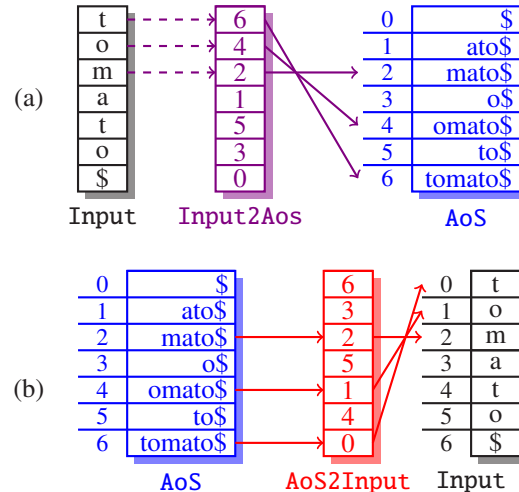 t 6 0 $
o 4 1 ato$
m 2 2 mato$
(a) a 1 3 o$
t 5 4 omato$
o 3 5 to$
$ 0 6 tomato$
Input Input2Aos AoS
0 $ 6 0 t
1 ato$ 3 1 o
2 mato$ 2 2 m
3 o$ 5 3 a
(b) 4 omato$ 1 4 t
5 to$ 4 5 o
6 tomato$ 0 6 $
AoS AoS2Input Input